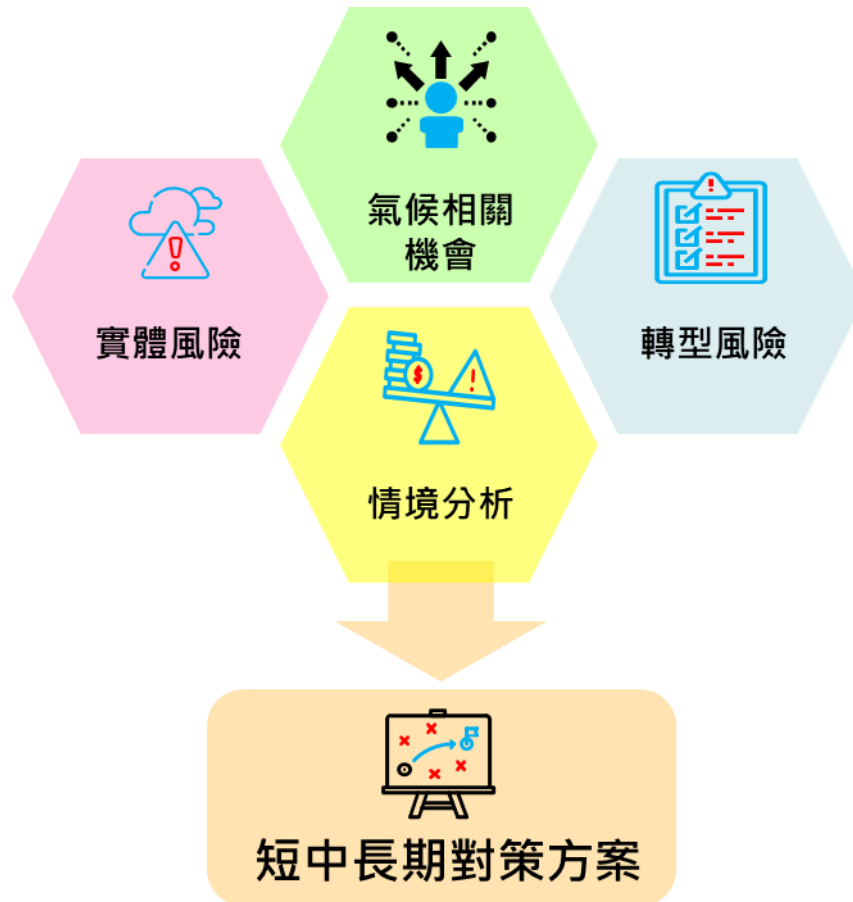 氣候相關
機會
實體風險
轉型風險
情境分析
短中長期對策方案